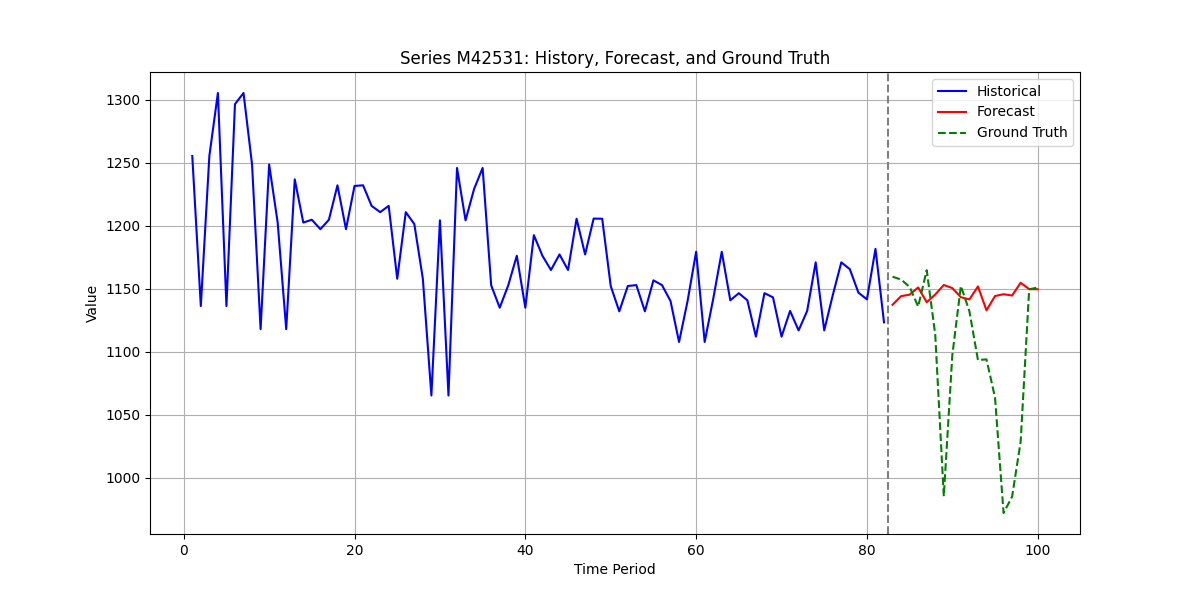 Series M42531: History, Forecast, and Ground Truth
Historical
Forecast
Ground Truth
1300
1250
1200
1150
1100
1050
1000
Value
0 20 40 60 80 100
Time Period